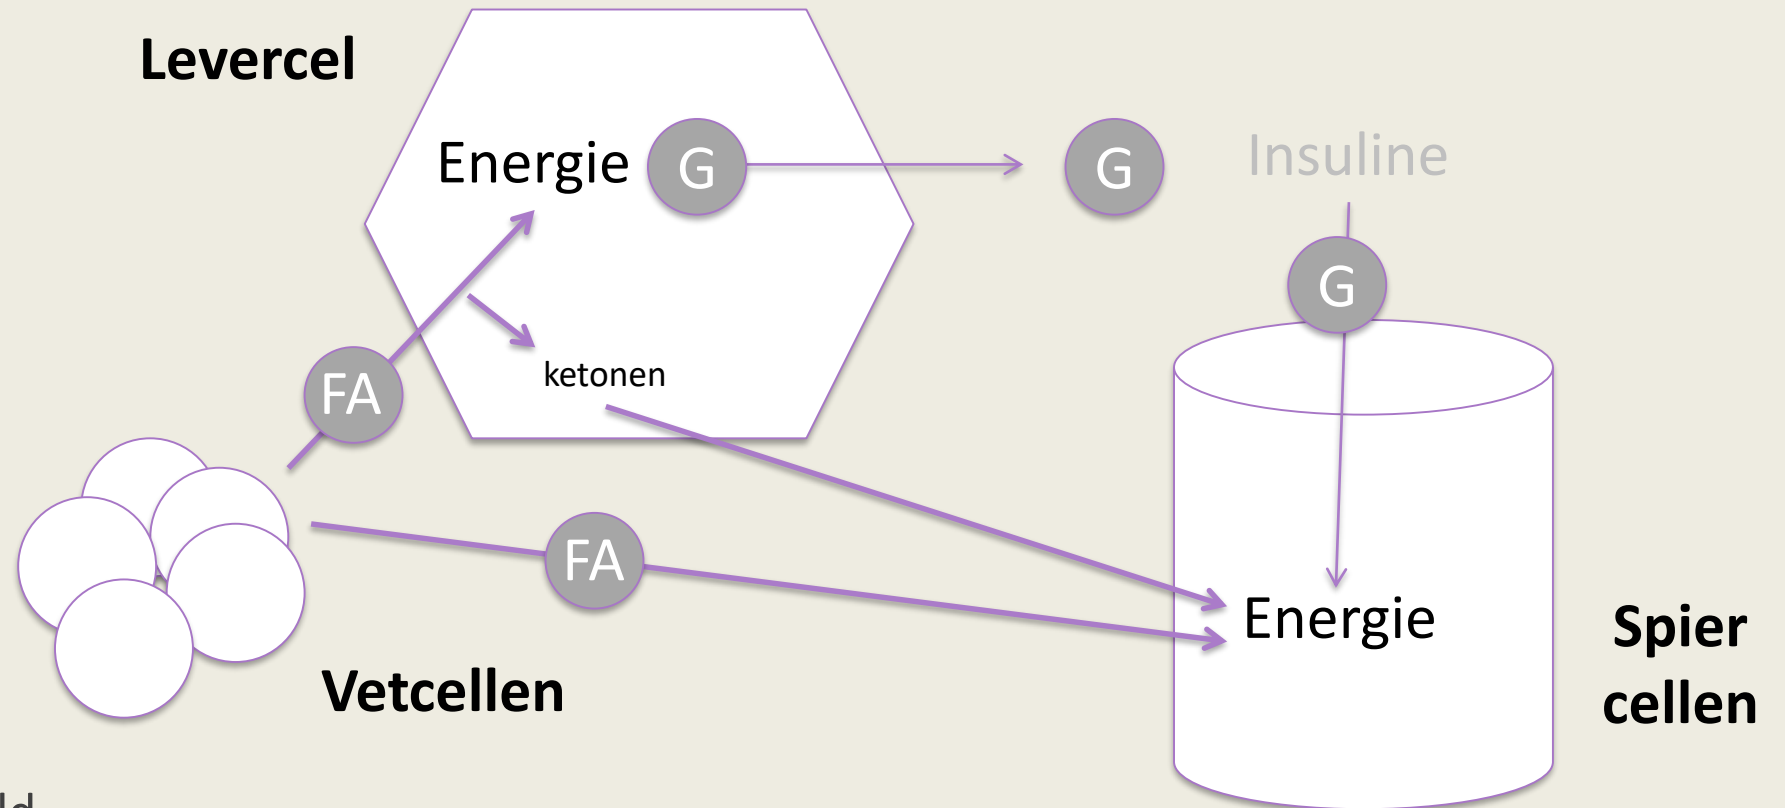 Levercel
Energie
G
G
Insuline
G
FA
ketonen
FA
Energie
Spier
cellen
Vetcellen